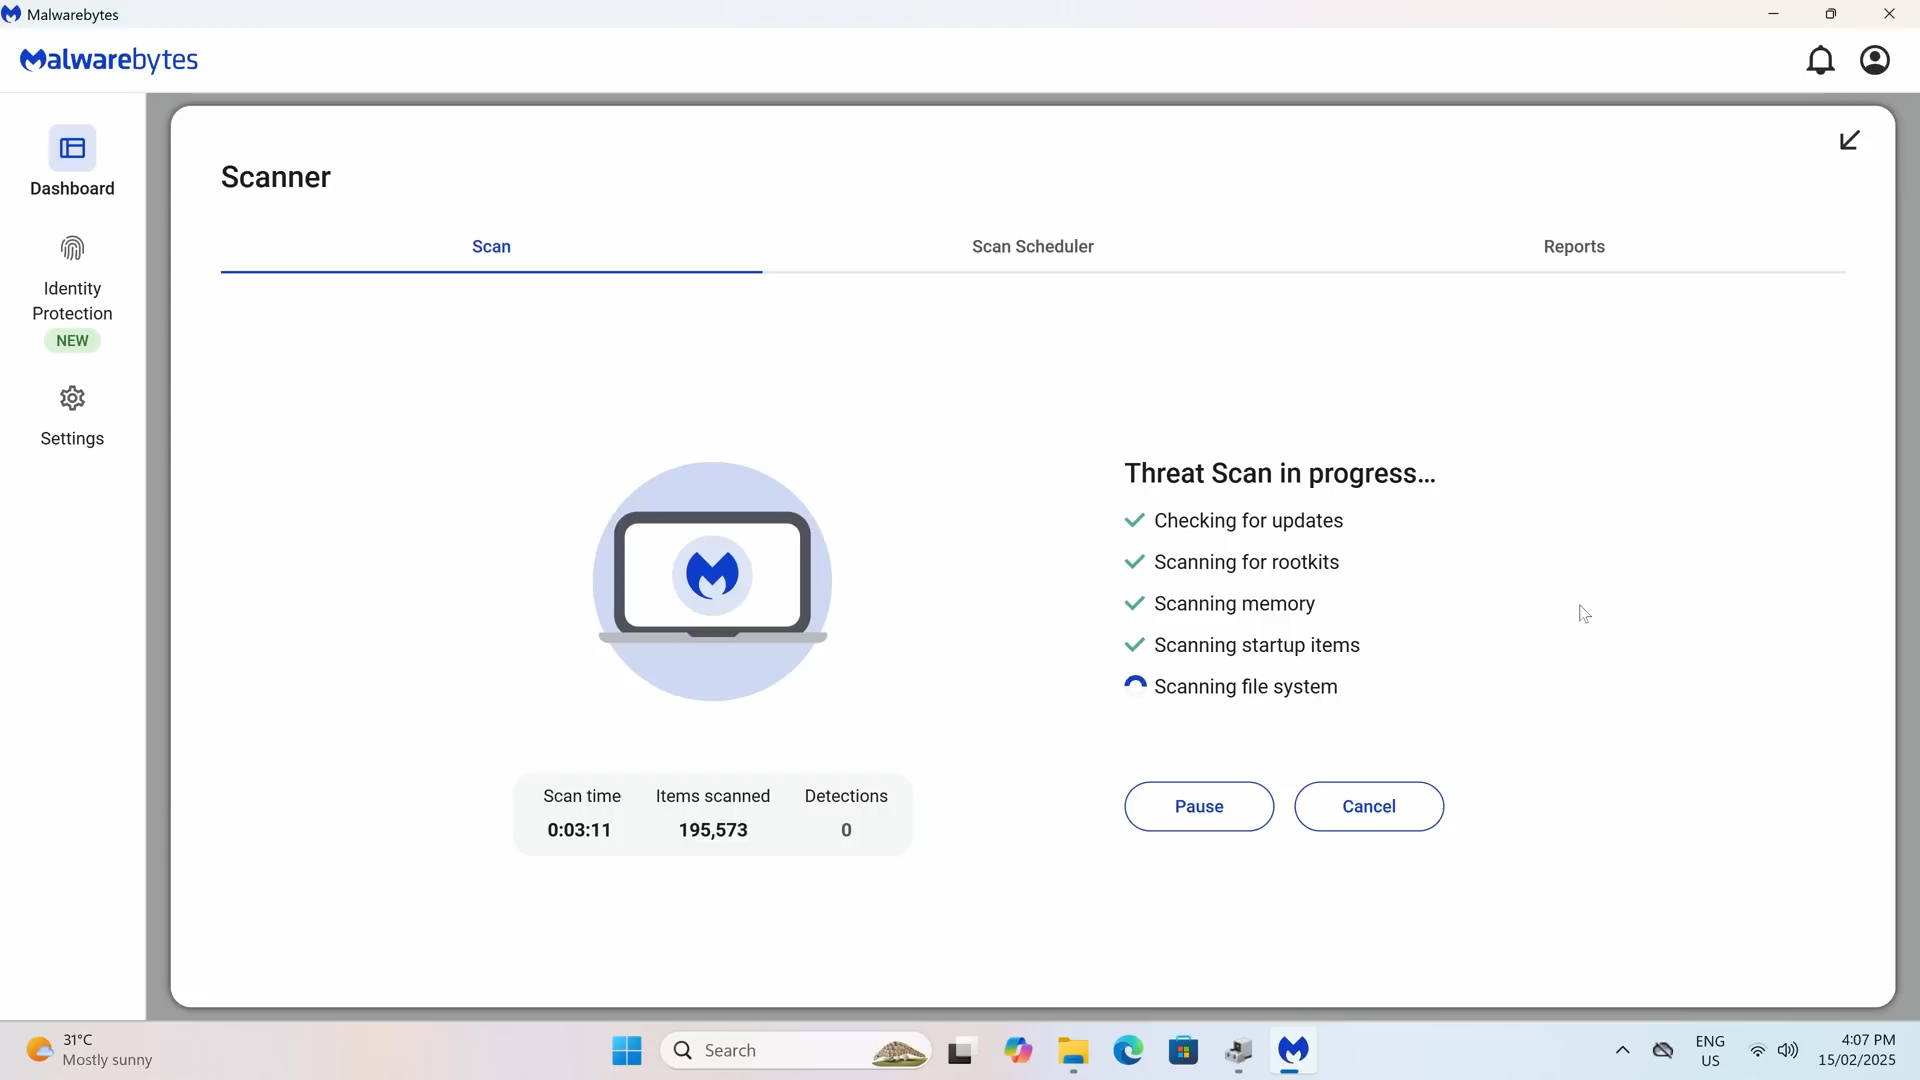 Malwarebytes
Malwarebytes
Dashboard
Identity
Protection
NEW
Settings
Scanner
Scan
Scan Scheduler
Reports
Threat Scan in progress...
Checking for updates
Scanning for rootkits
Scanning memory
Scanning startup items
Scanning file system
Scan time
Items scanned
Detections
0:03:11
195,573
0
Pause
Cancel
31°C
Mostly sunny
Search
ENG
US
4:07 PM
15/02/2025